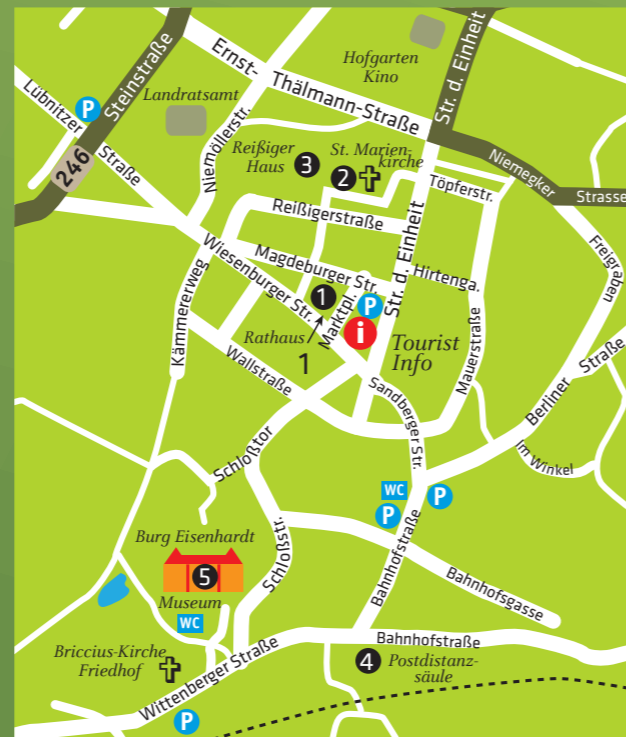 Steinstraße
Ernst-
Thälmann-Straße
Hofgarten
Kino
Str. d. Einheit
Lübnitzer
Straße
P
246
Landratsamt
Niemöllerstr.
Reißiger
Haus
3
St. Marien-
kirche
2
Niemegker
Strasse
Töpferstr.
Reißigerstraße
Str. d. Einheit
Freigraben
Wiesenburger Str.
Magdeburger Str.
Hirtenga.
Kämmererweg
1
Marktpl.
P
i
Rathaus
1
Tourist
Info
Mauerstraße
Berliner Straße
Wallstraße
Sandberger Str.
Im Winkel
Schloßtor
WC
P
P
Burg Eisenhardt
5
Museum
WC
Schloßstr.
Bahnhofstraße
Bahnhofsgasse
Bahnhofstraße
Briccius-Kirche
Friedhof
Wittenberger Straße
4
Postdistanz-
säule
P